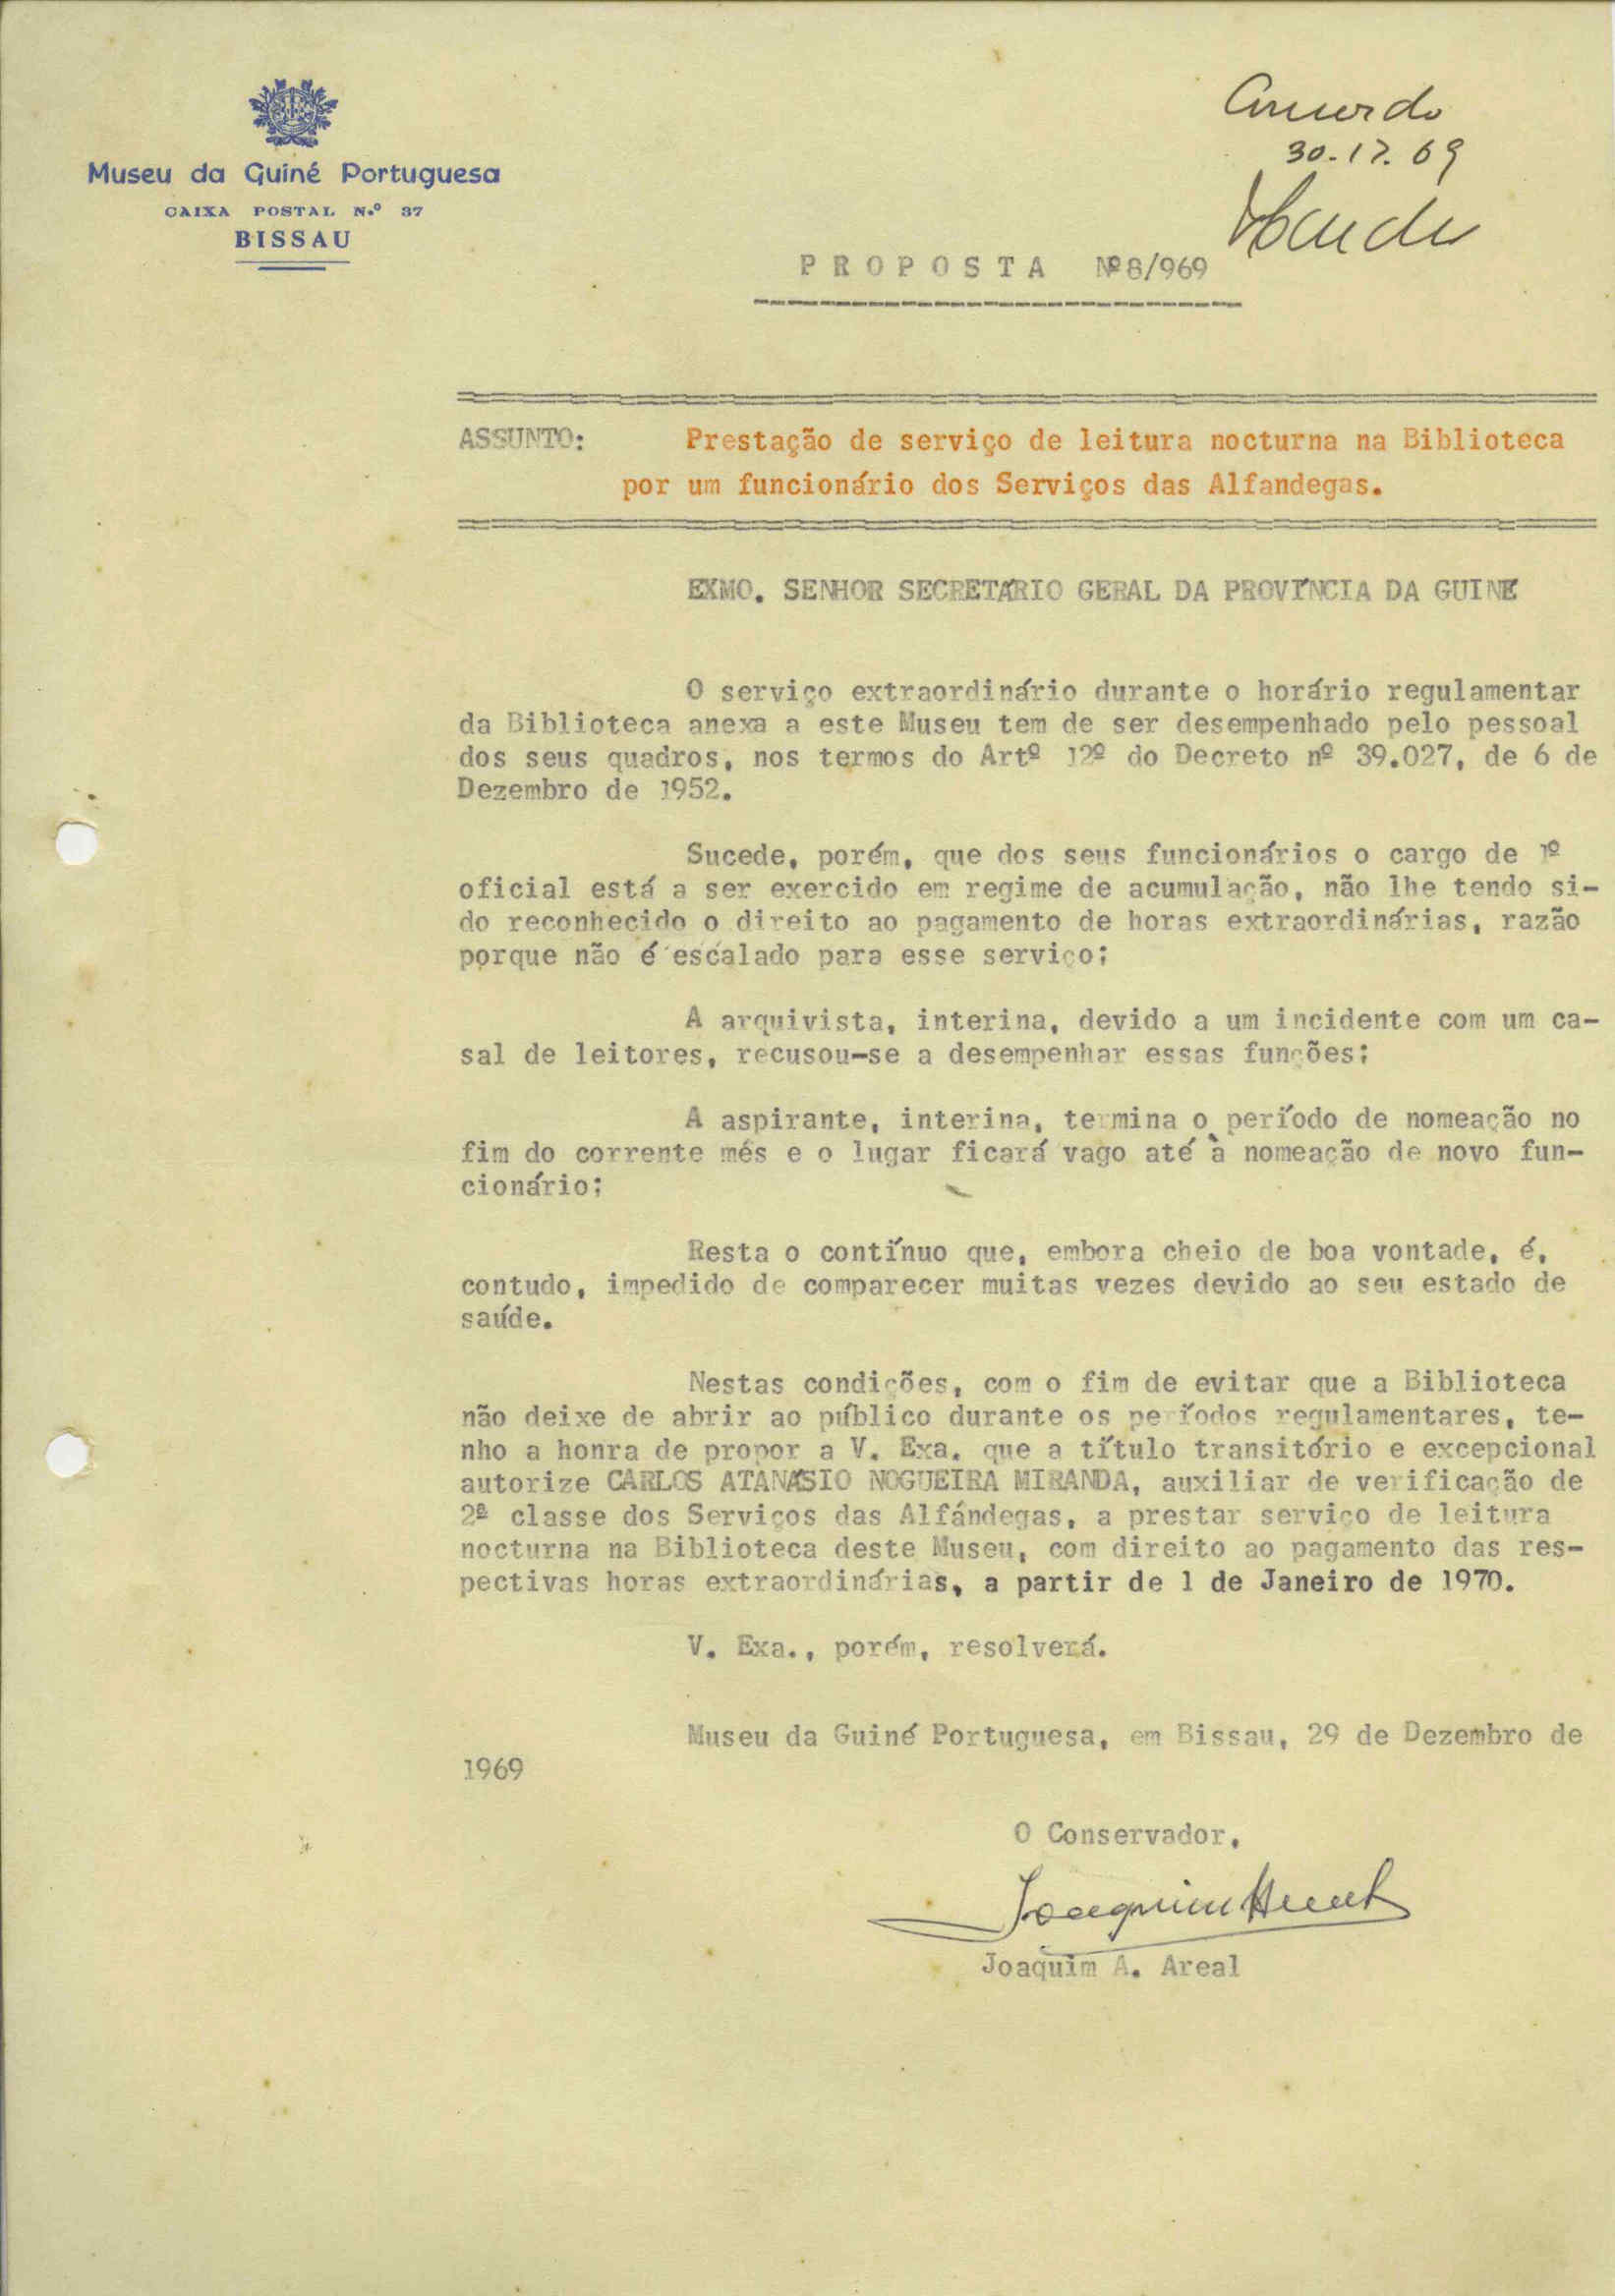 Museu da Guiné Portuguesa
CAIXA POSTAL N.º 37
BISSAU
30-12-69
PROPOSTA Nº 8/969
ASSUNTO: Prestação de serviço de leitura nocturna na Biblioteca
por um funcionário dos Serviços das Alfandegas.
EXMO. SENHOR SECRETÁRIO GERAL DA PROVÍNCIA DA GUINÉ
O serviço extraordinário durante o horário regulamentar
da Biblioteca anexa a este Museu tem de ser desempenhado pelo pessoal
dos seus quadros, nos termos do Artº 12º do Decreto nº 39.027, de 6 de
Dezembro de 1952.
Sucede, porém, que dos seus funcionários o cargo de 1º
oficial está a ser exercido em regime de acumulação, não lhe tendo si-
do reconhecido o direito ao pagamento de horas extraordinárias, razão
porque não é escalado para esse serviço;
A arquivista, interina, devido a um incidente com um ca-
sal de leitores, recusou-se a desempenhar essas funções;
A aspirante, interina, termina o período de nomeação no
fim do corrente mês e o lugar ficará vago até à nomeação de novo fun-
cionário;
Resta o contínuo que, embora cheio de boa vontade, é,
contudo, impedido de comparecer muitas vezes devido ao seu estado de
saúde.
Nestas condições, com o fim de evitar que a Biblioteca
não deixe de abrir ao público durante os períodos regulamentares, te-
nho a honra de propor a V. Exa. que a título transitório e excepcional
autorize CARLOS ATANÁSIO NOGUEIRA MIRANDA, auxiliar de verificação de
2ª classe dos Serviços das Alfándegas, a prestar serviço de leitura
nocturna na Biblioteca deste Museu, com direito ao pagamento das res-
pectivas horas extraordinárias, a partir de 1 de Janeiro de 1970.
V. Exa., porém, resolverá.
Museu da Guiné Portuguesa, em Bissau, 29 de Dezembro de
1969
O Conservador,
Joaquim A. Areal